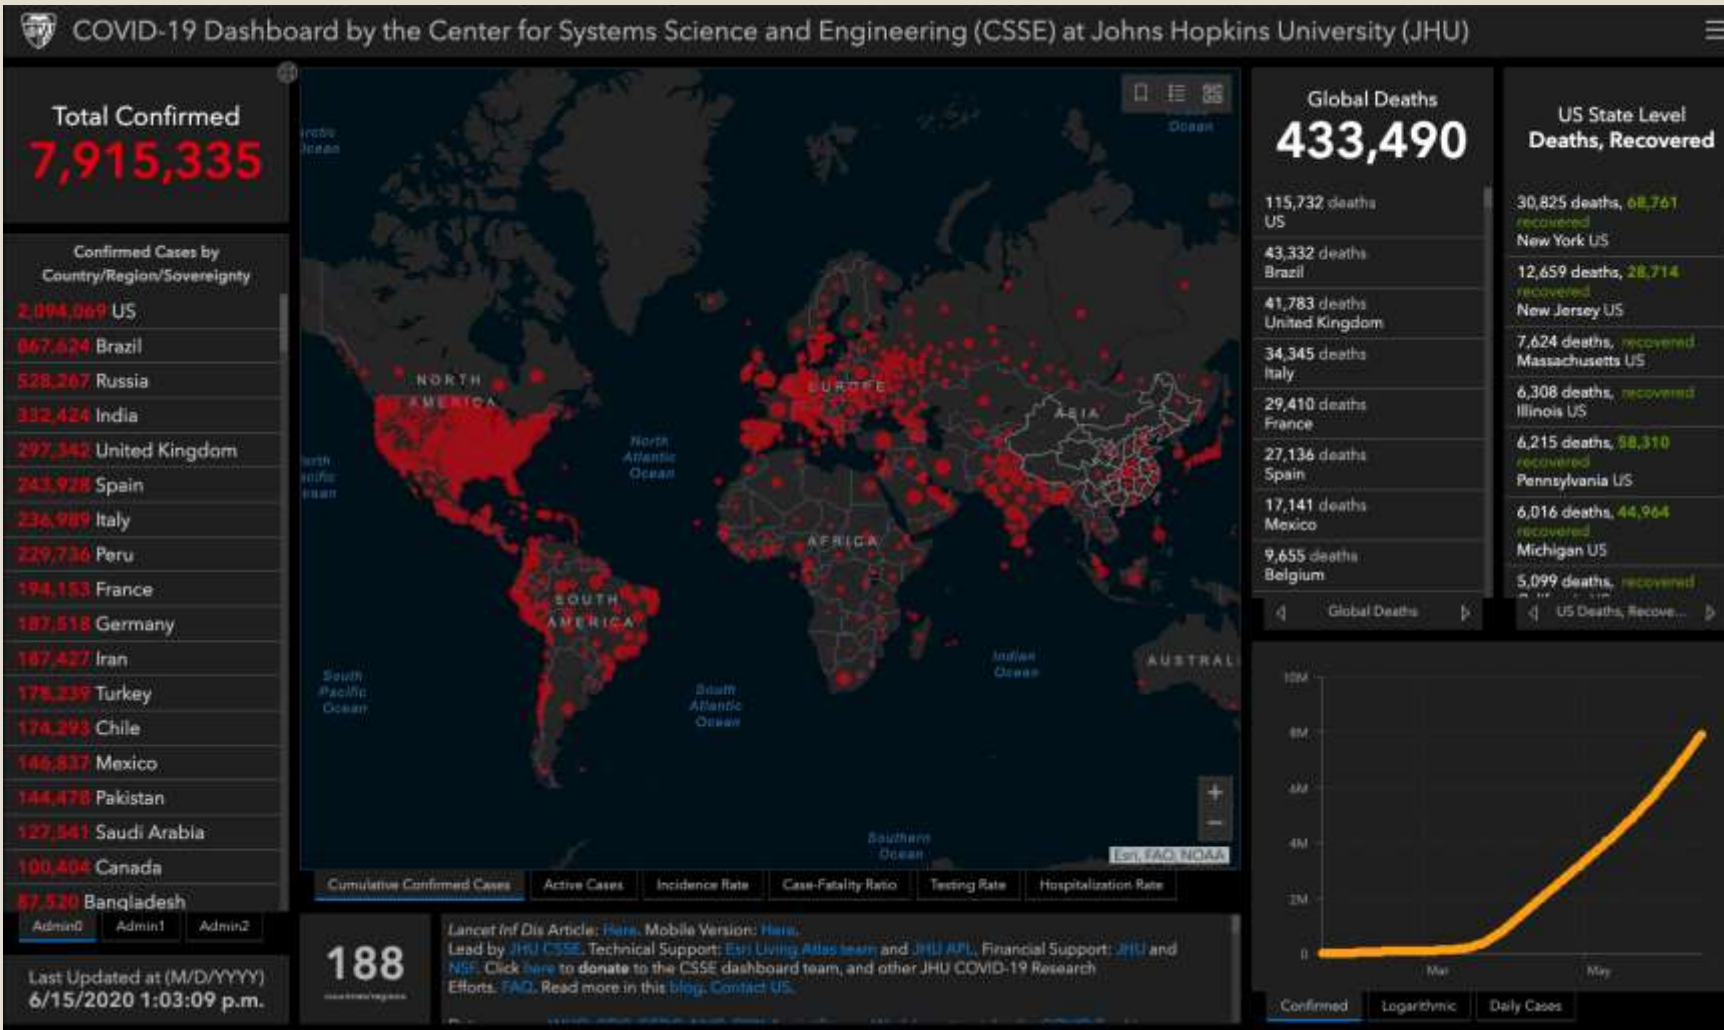 COVID-19 Dashboard by the Center for Systems Science and Engineering (CSSE) at Johns Hopkins University (JHU)
Total Confirmed
7,915,335
Confirmed Cases by
Country/Region/Sovereignty
2,094,069 US
867,624 Brazil
528,267 Russia
332,424 India
297,342 United Kingdom
243,928 Spain
236,989 Italy
229,736 Peru
194,153 France
187,518 Germany
187,427 Iran
178,239 Turkey
174,293 Chile
146,837 Mexico
144,478 Pakistan
127,541 Saudi Arabia
100,404 Canada
87,520 Bangladesh
Admin0 Admin1 Admin2
Last Updated at (M/D/YYYY)
6/15/2020 1:03:09 p.m.
Ocean
Ocean
NORTH
AMERICA
EUROPE
ASIA
North
Atlantic
Ocean
AFRICA
SOUTH
AMERICA
Indian
Ocean
AUSTRAL
South
Pacific
Ocean
South
Atlantic
Ocean
Southern
Ocean
+
−
Esri, FAO, NOAA
Cumulative Confirmed Cases Active Cases Incidence Rate Case-Fatality Ratio Testing Rate Hospitalization Rate
188
countries/regions
Lancet Inf Dis Article: Here. Mobile Version: Here.
Lead by JHU CSSE. Technical Support: Esri Living Atlas team and JHU APL. Financial Support: JHU and
NSF. Click here to donate to the CSSE dashboard team, and other JHU COVID-19 Research
Efforts. FAQ. Read more in this blog. Contact US.
Global Deaths
433,490
115,732 deaths
US
43,332 deaths
Brazil
41,783 deaths
United Kingdom
34,345 deaths
Italy
29,410 deaths
France
27,136 deaths
Spain
17,141 deaths
Mexico
9,655 deaths
Belgium
Global Deaths
US State Level
Deaths, Recovered
30,825 deaths, 68,761
recovered
New York US
12,659 deaths, 28,714
recovered
New Jersey US
7,624 deaths, recovered
Massachusetts US
6,308 deaths, recovered
Illinois US
6,215 deaths, 58,310
recovered
Pennsylvania US
6,016 deaths, 44,964
recovered
Michigan US
5,099 deaths, recovered
US Deaths, Recove...
10M
8M
6M
4M
2M
0
Mar May
Confirmed Logarithmic Daily Cases